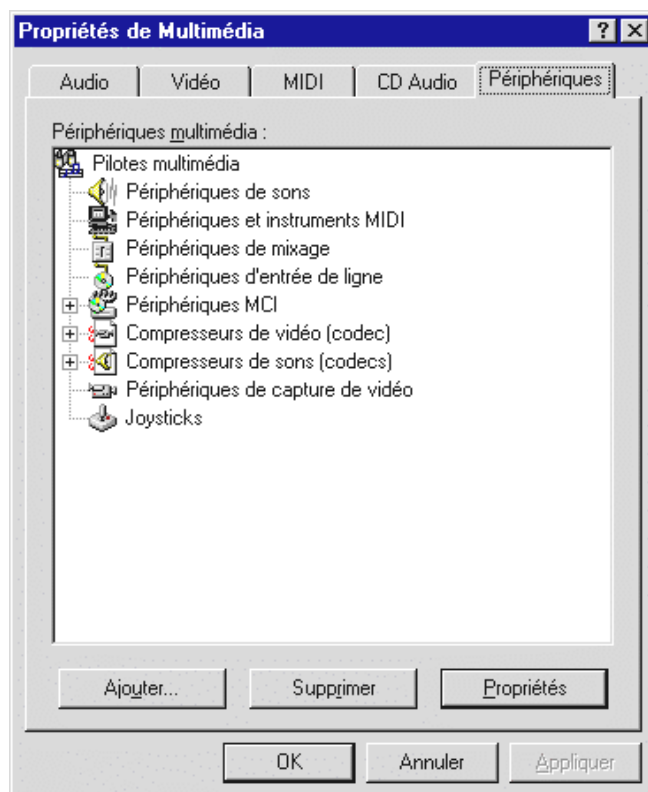 Propriétés de Multimédia
Audio Vidéo MIDI CD Audio Périphériques
Périphériques multimédia :
Pilotes multimédia
Périphériques de sons
Périphériques et instruments MIDI
Périphériques de mixage
Périphériques d'entrée de ligne
Périphériques MCI
Compresseurs de vidéo (codec)
Compresseurs de sons (codecs)
Périphériques de capture de vidéo
Joysticks
Ajouter... Supprimer Propriétés
OK Annuler Appliquer